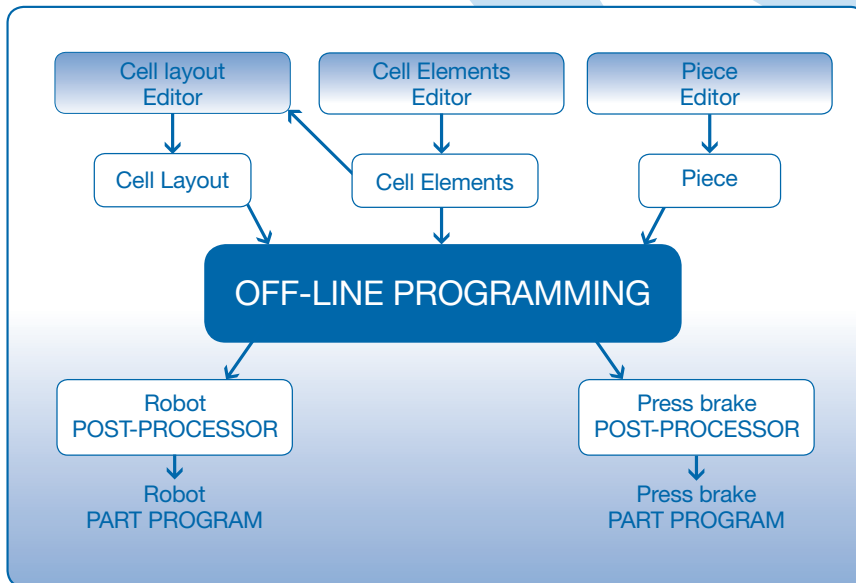 Cell layout
Editor
Cell Elements
Editor
Piece
Editor
Cell Layout
Cell Elements
Piece
OFF-LINE PROGRAMMING
Robot
POST-PROCESSOR
Press brake
POST-PROCESSOR
Robot
PART PROGRAM
Press brake
PART PROGRAM